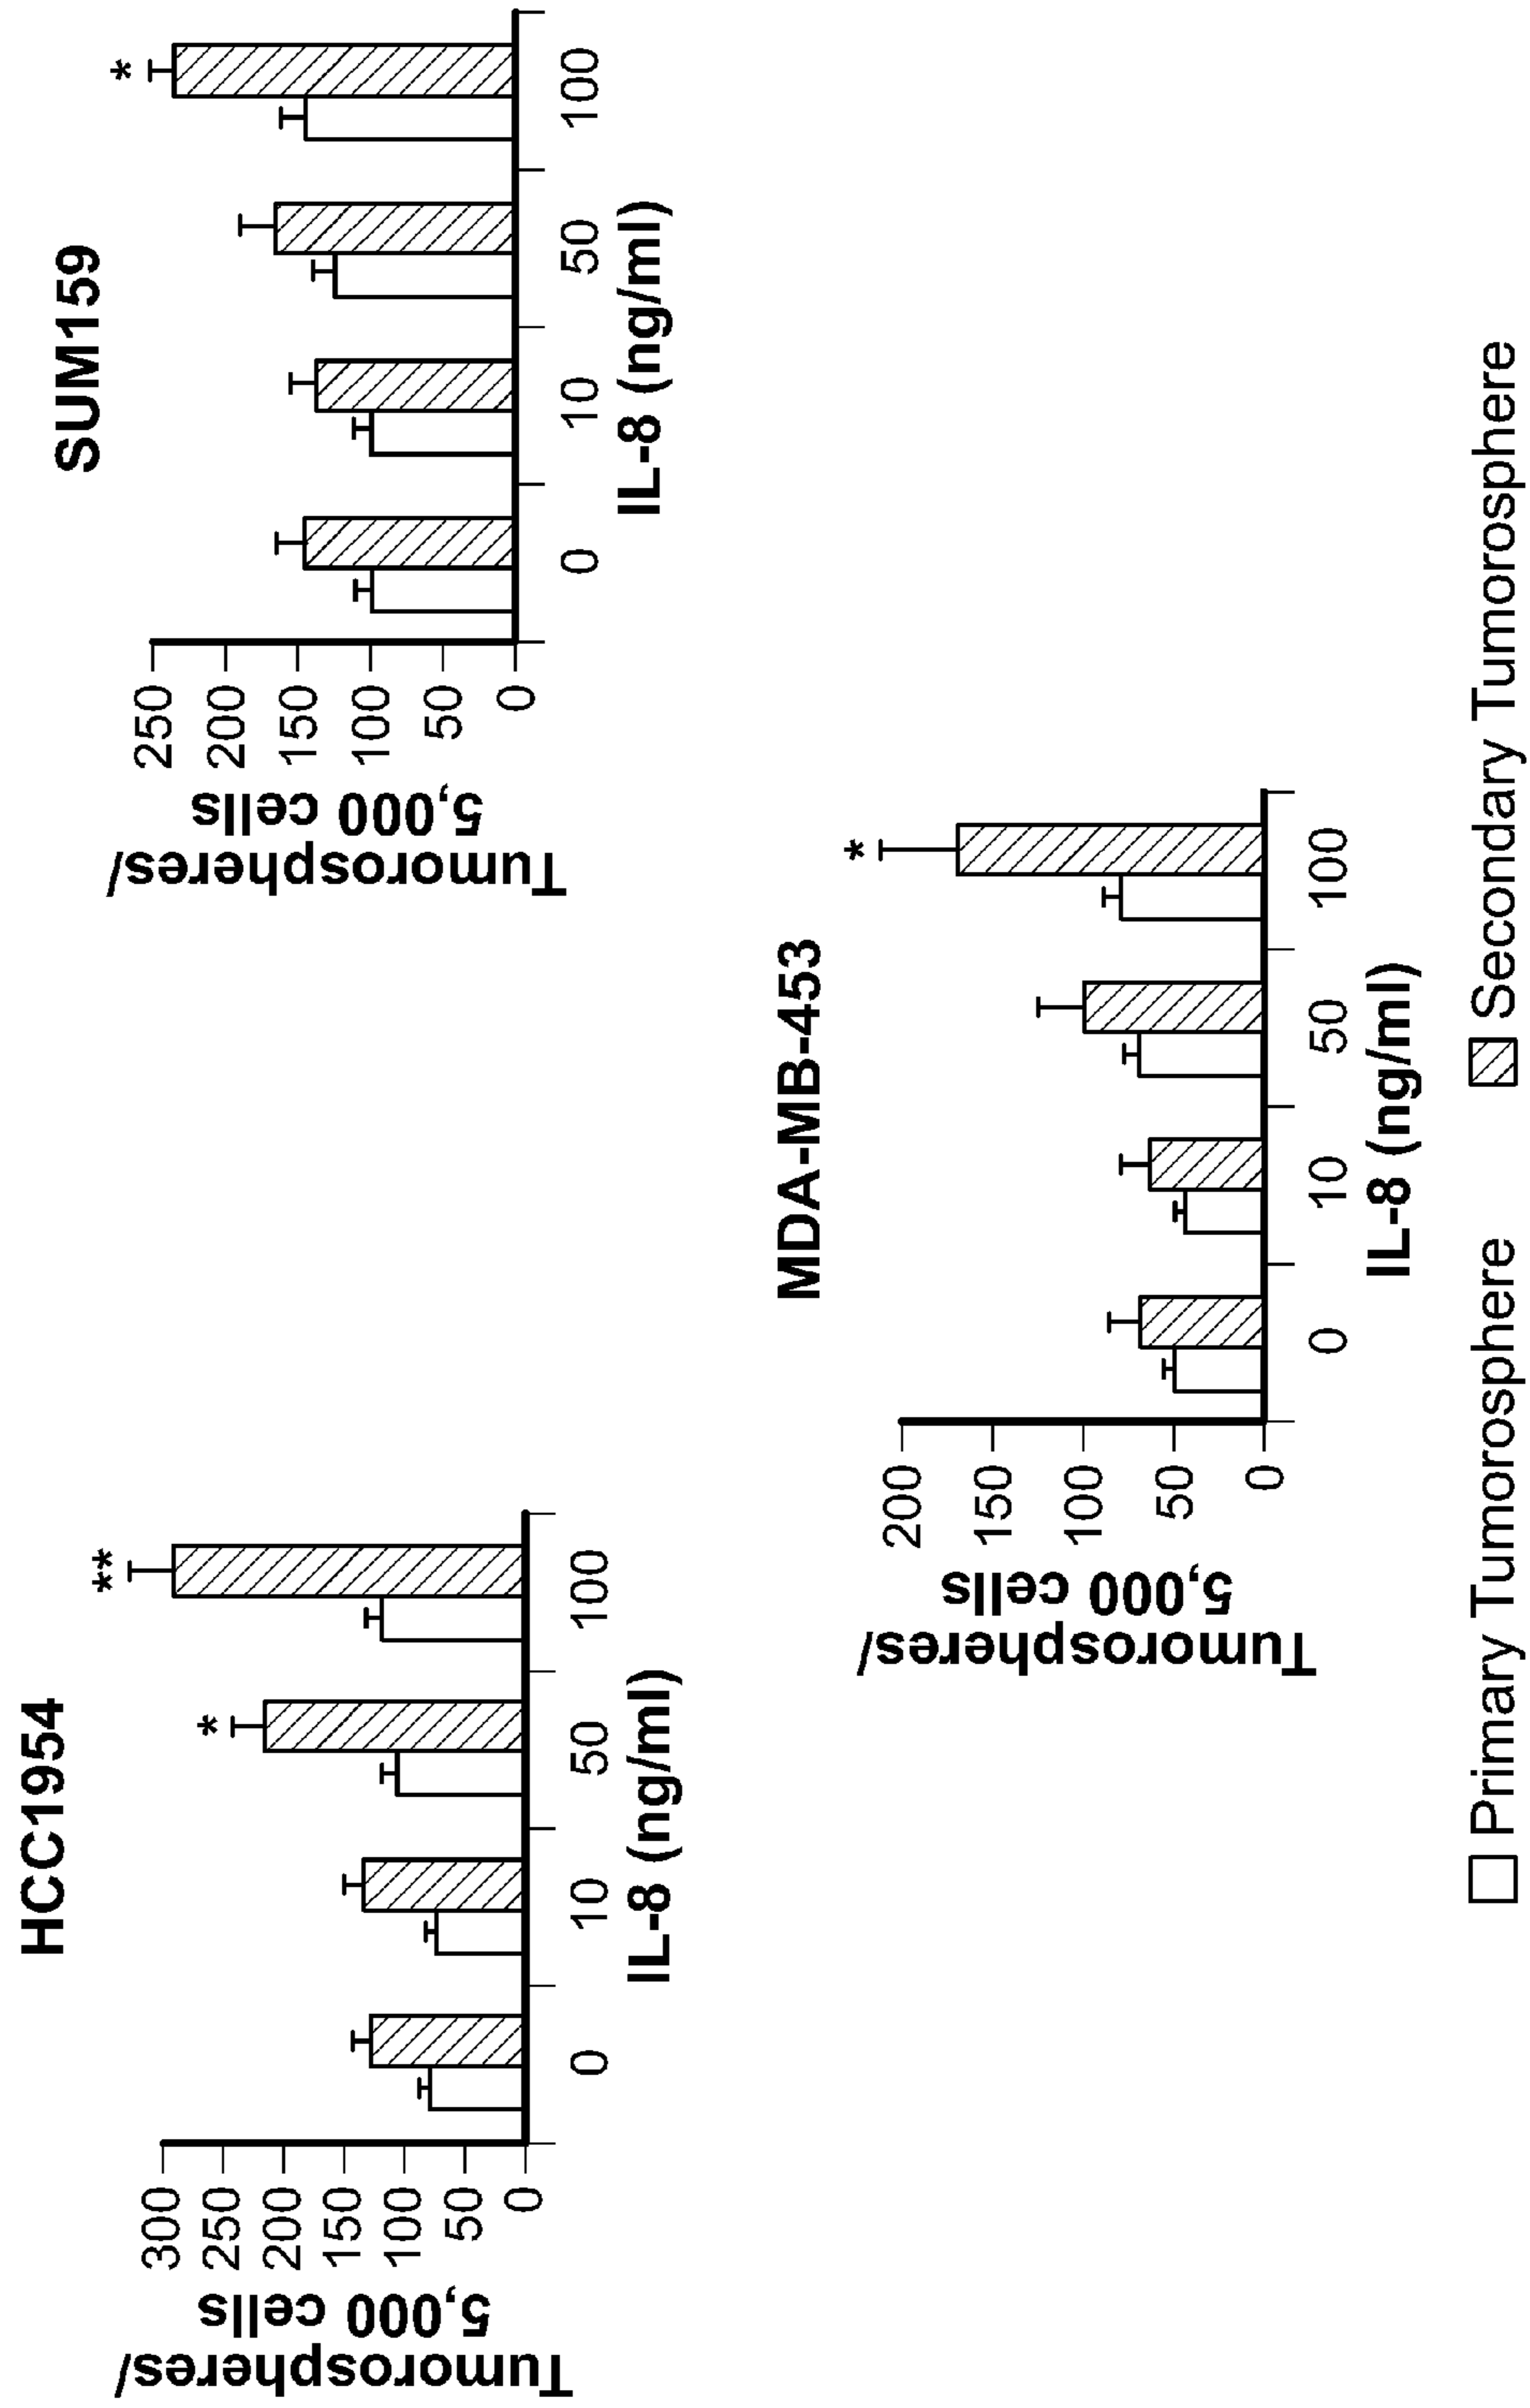 HCC1954
**
*
300
250
200
150
100
50
0
Tumorospheres/
5,000 cells
0 10 50 100
IL-8 (ng/ml)
SUM159
*
250
200
150
100
50
0
Tumorospheres/
5,000 cells
0 10 50 100
IL-8 (ng/ml)
MDA-MB-453
*
200
150
100
50
0
Tumorospheres/
5,000 cells
0 10 50 100
IL-8 (ng/ml)
Primary Tumorosphere Secondary Tumorosphere